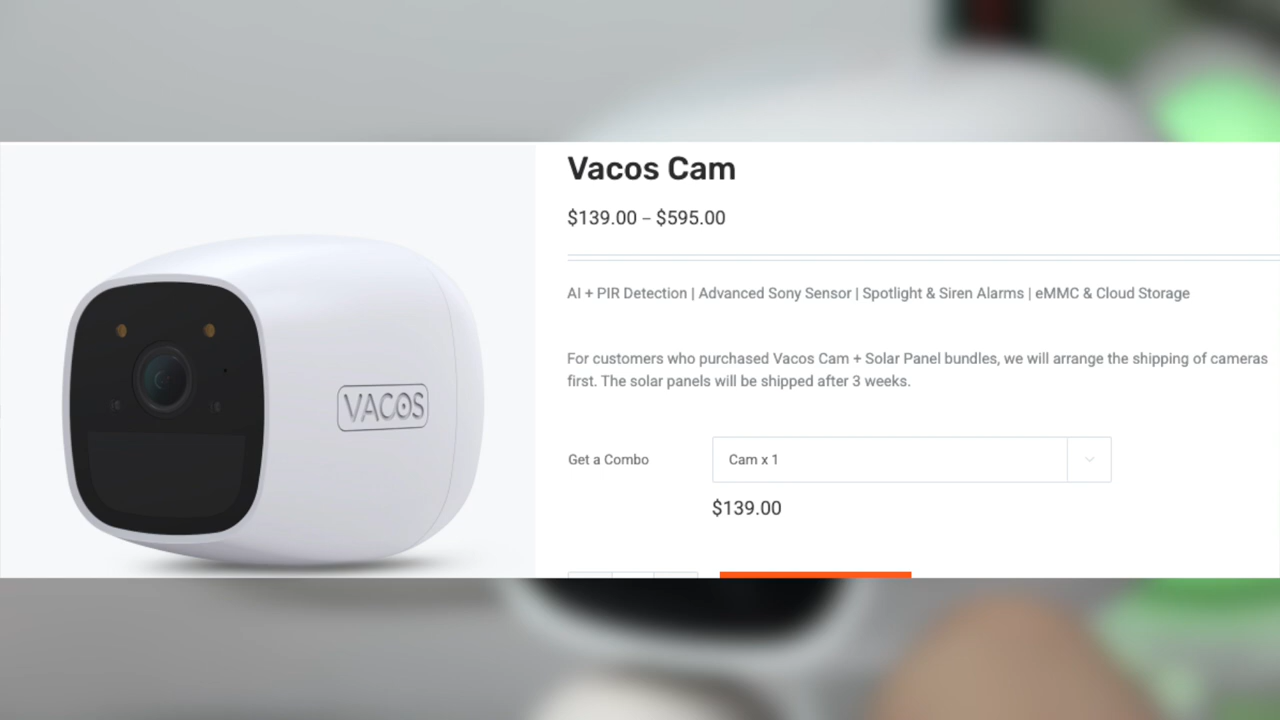 Vacos Cam
$139.00 – $595.00
AI + PIR Detection | Advanced Sony Sensor | Spotlight & Siren Alarms | eMMC & Cloud Storage
For customers who purchased Vacos Cam + Solar Panel bundles, we will arrange the shipping of cameras
first. The solar panels will be shipped after 3 weeks.
VACOS
Get a Combo
Cam x 1
$139.00